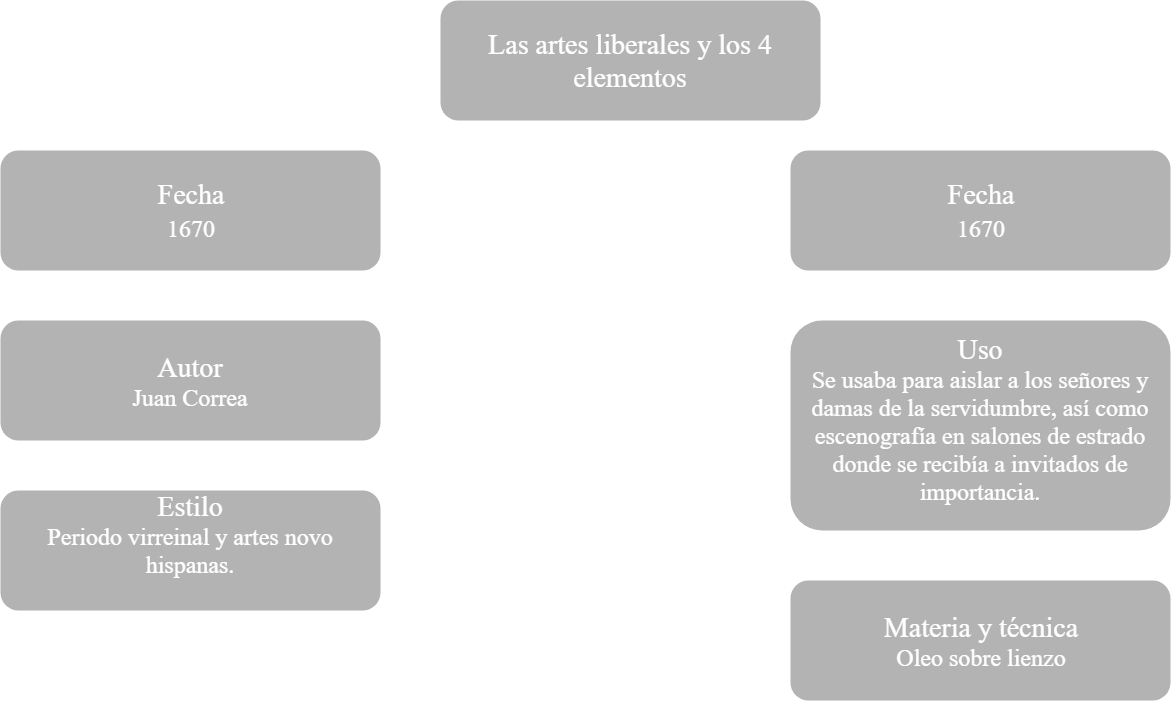 Las artes liberales y los 4
elementos
Fecha
1670
Autor
Juan Correa
Estilo
Periodo virreinal y artes novo
hispanas.
Fecha
1670
Uso
Se usaba para aislar a los señores y
damas de la servidumbre, así como
escenografía en salones de estrado
donde se recibía a invitados de
importancia.
Materia y técnica
Oleo sobre lienzo